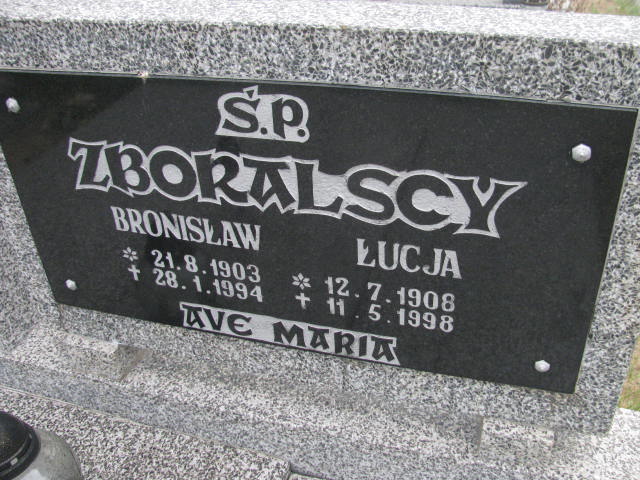 Ś.P.
ZBORALSCY
BRONISŁAW ŁUCJA
* 21.8.1903 * 12.7.1908
+ 28.1.1994 + 11.5.1998
AVE MARIA